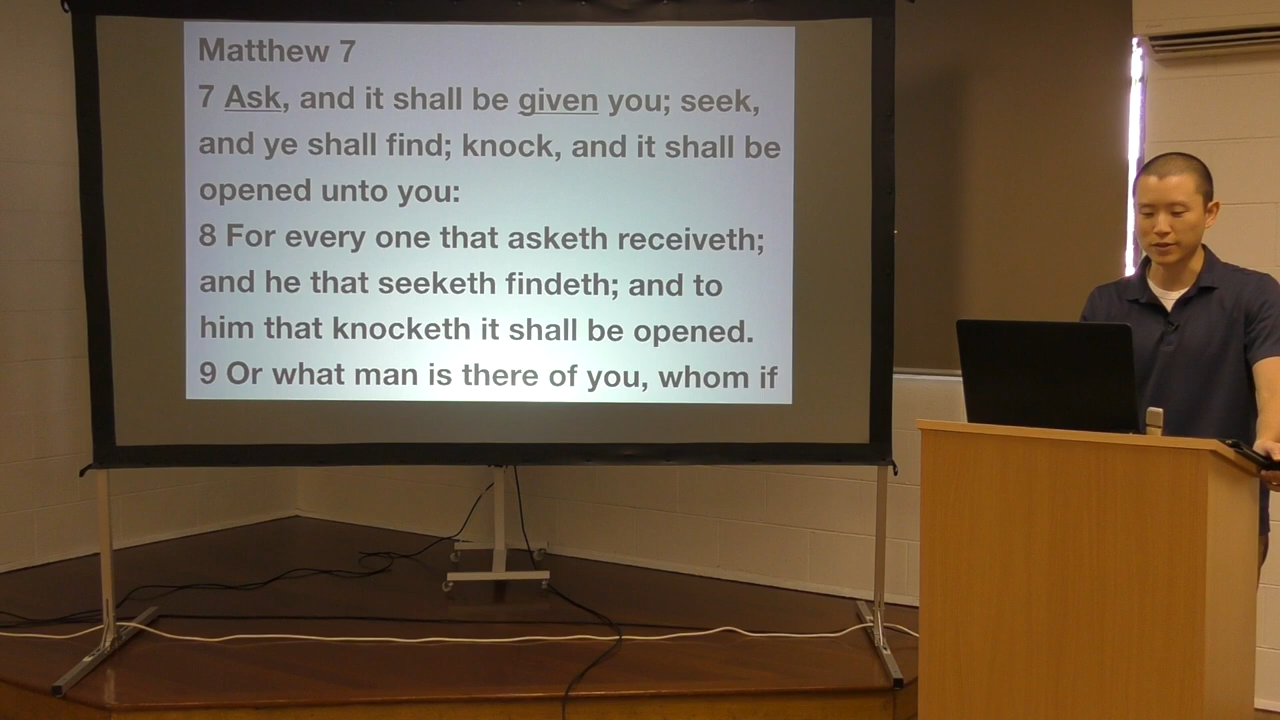 Matthew 7
7 Ask, and it shall be given you; seek,
and ye shall find; knock, and it shall be
opened unto you:
8 For every one that asketh receiveth;
and he that seeketh findeth; and to
him that knocketh it shall be opened.
9 Or what man is there of you, whom if